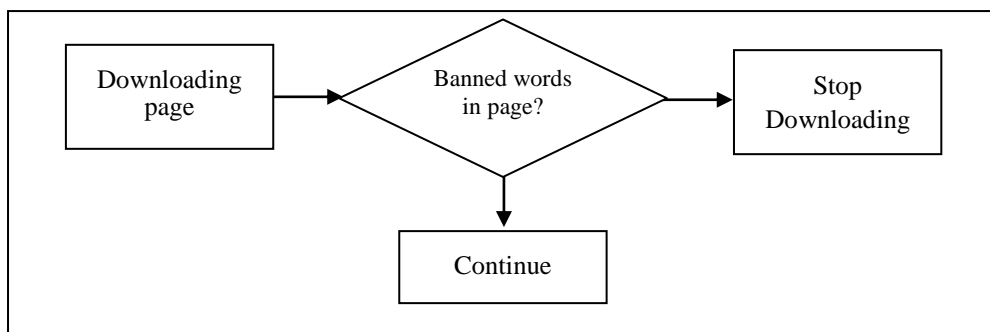 Downloading
page
Banned words
in page?
Stop
Downloading
Continue